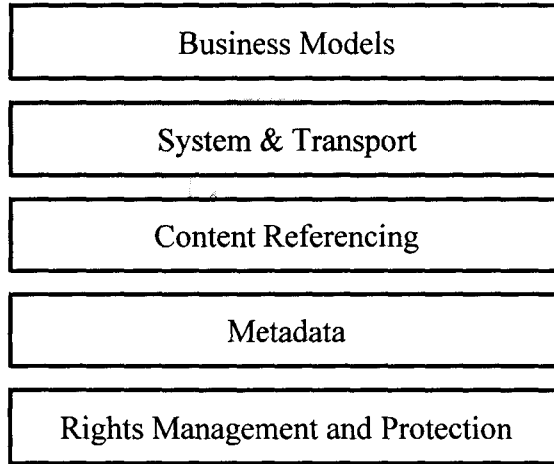 Business Models
System & Transport
Content Referencing
Metadata
Rights Management and Protection